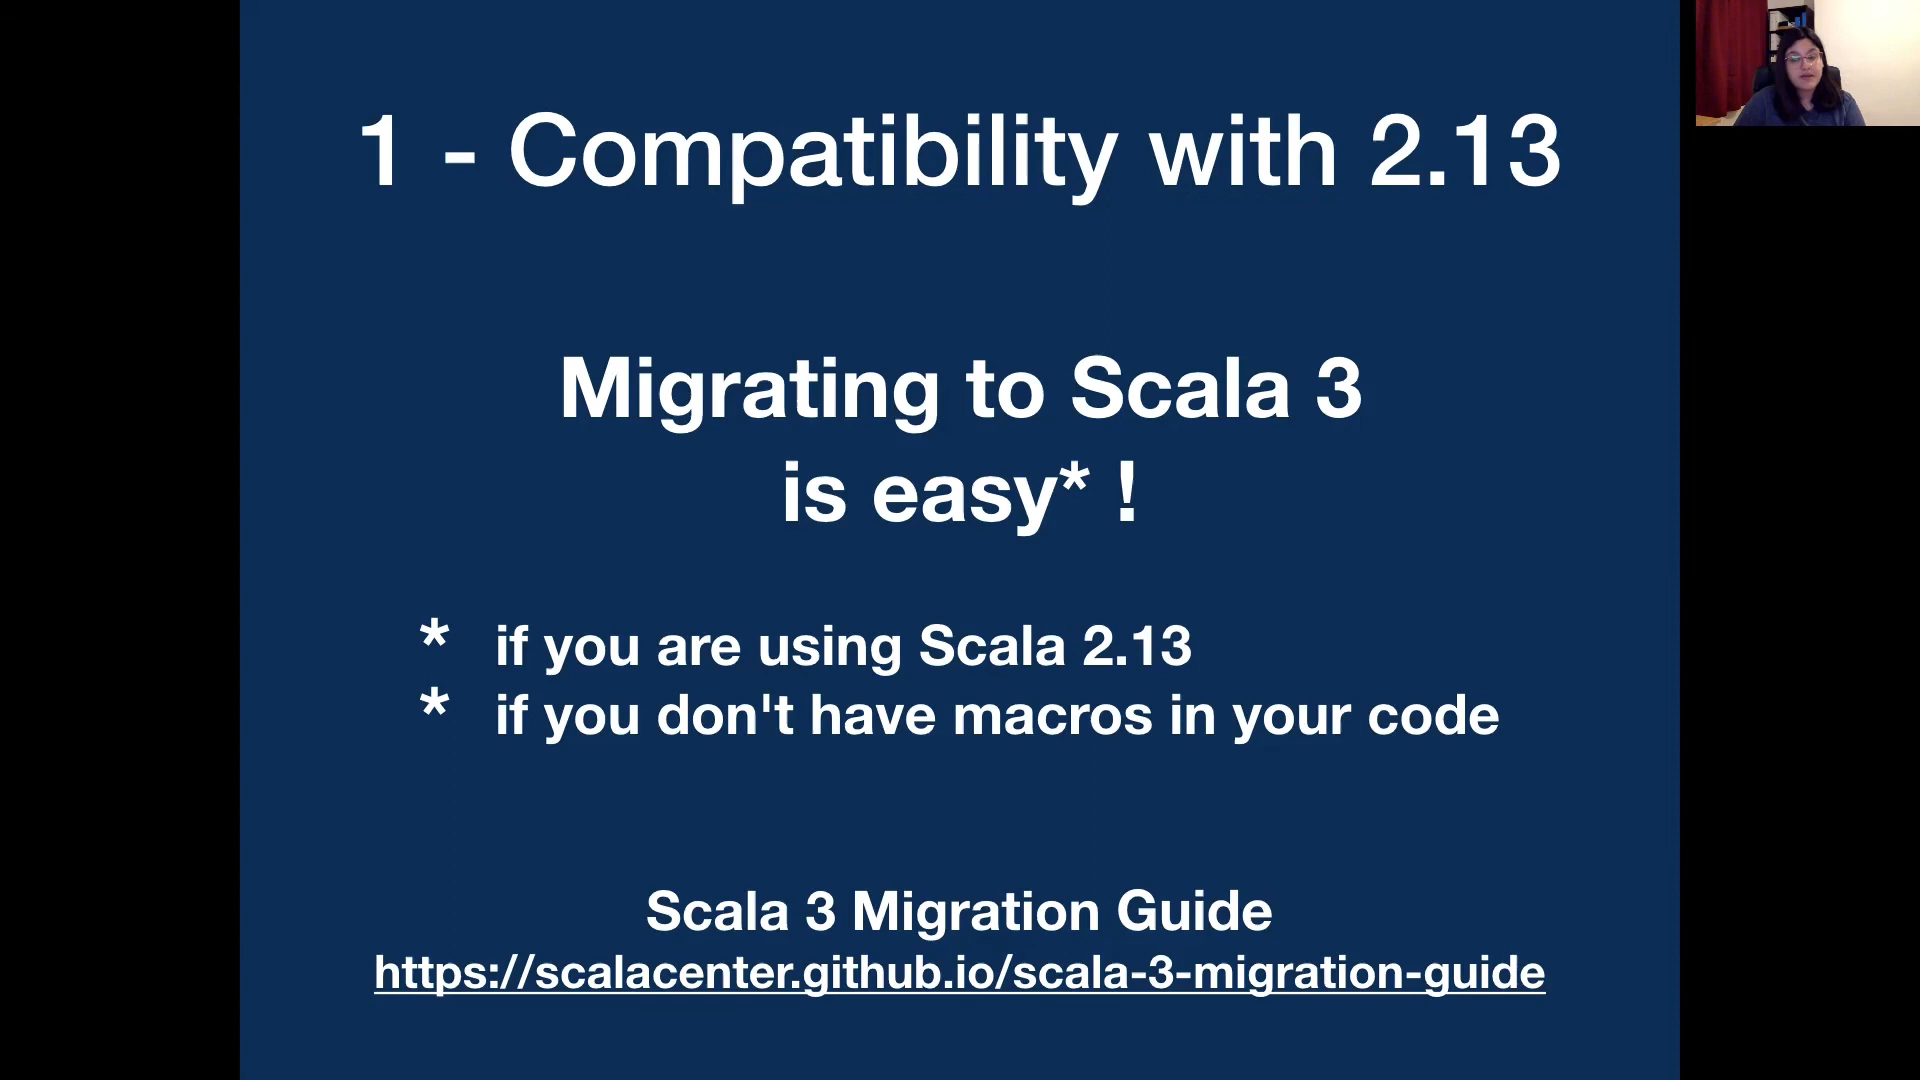 1 - Compatibility with 2.13
Migrating to Scala 3
is easy* !
* if you are using Scala 2.13
* if you don't have macros in your code
Scala 3 Migration Guide
https://scalacenter.github.io/scala-3-migration-guide